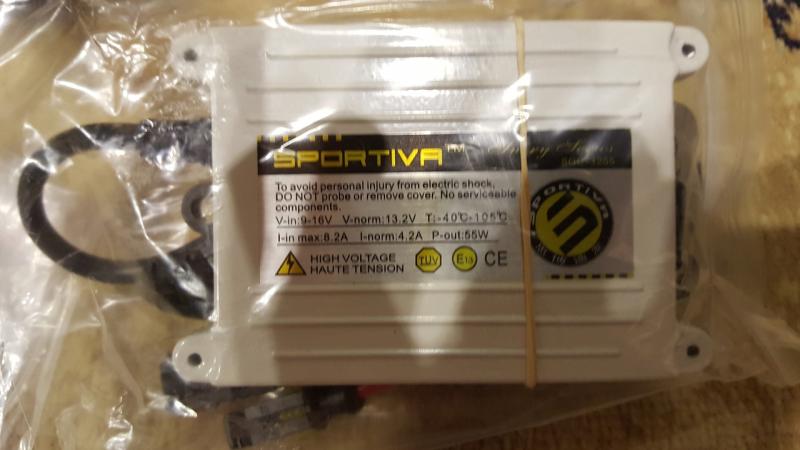 SPORTIVA™
To avoid personal injury from electric shock,
DO NOT probe or remove cover. No serviceable
components.
V-in:9-16V V-norm:13.2V T:-40℃-105℃
I-in max:8.2A I-norm:4.2A P-out:55W
HIGH VOLTAGE
HAUTE TENSION
TUV
E13
CE
SPORTIVA